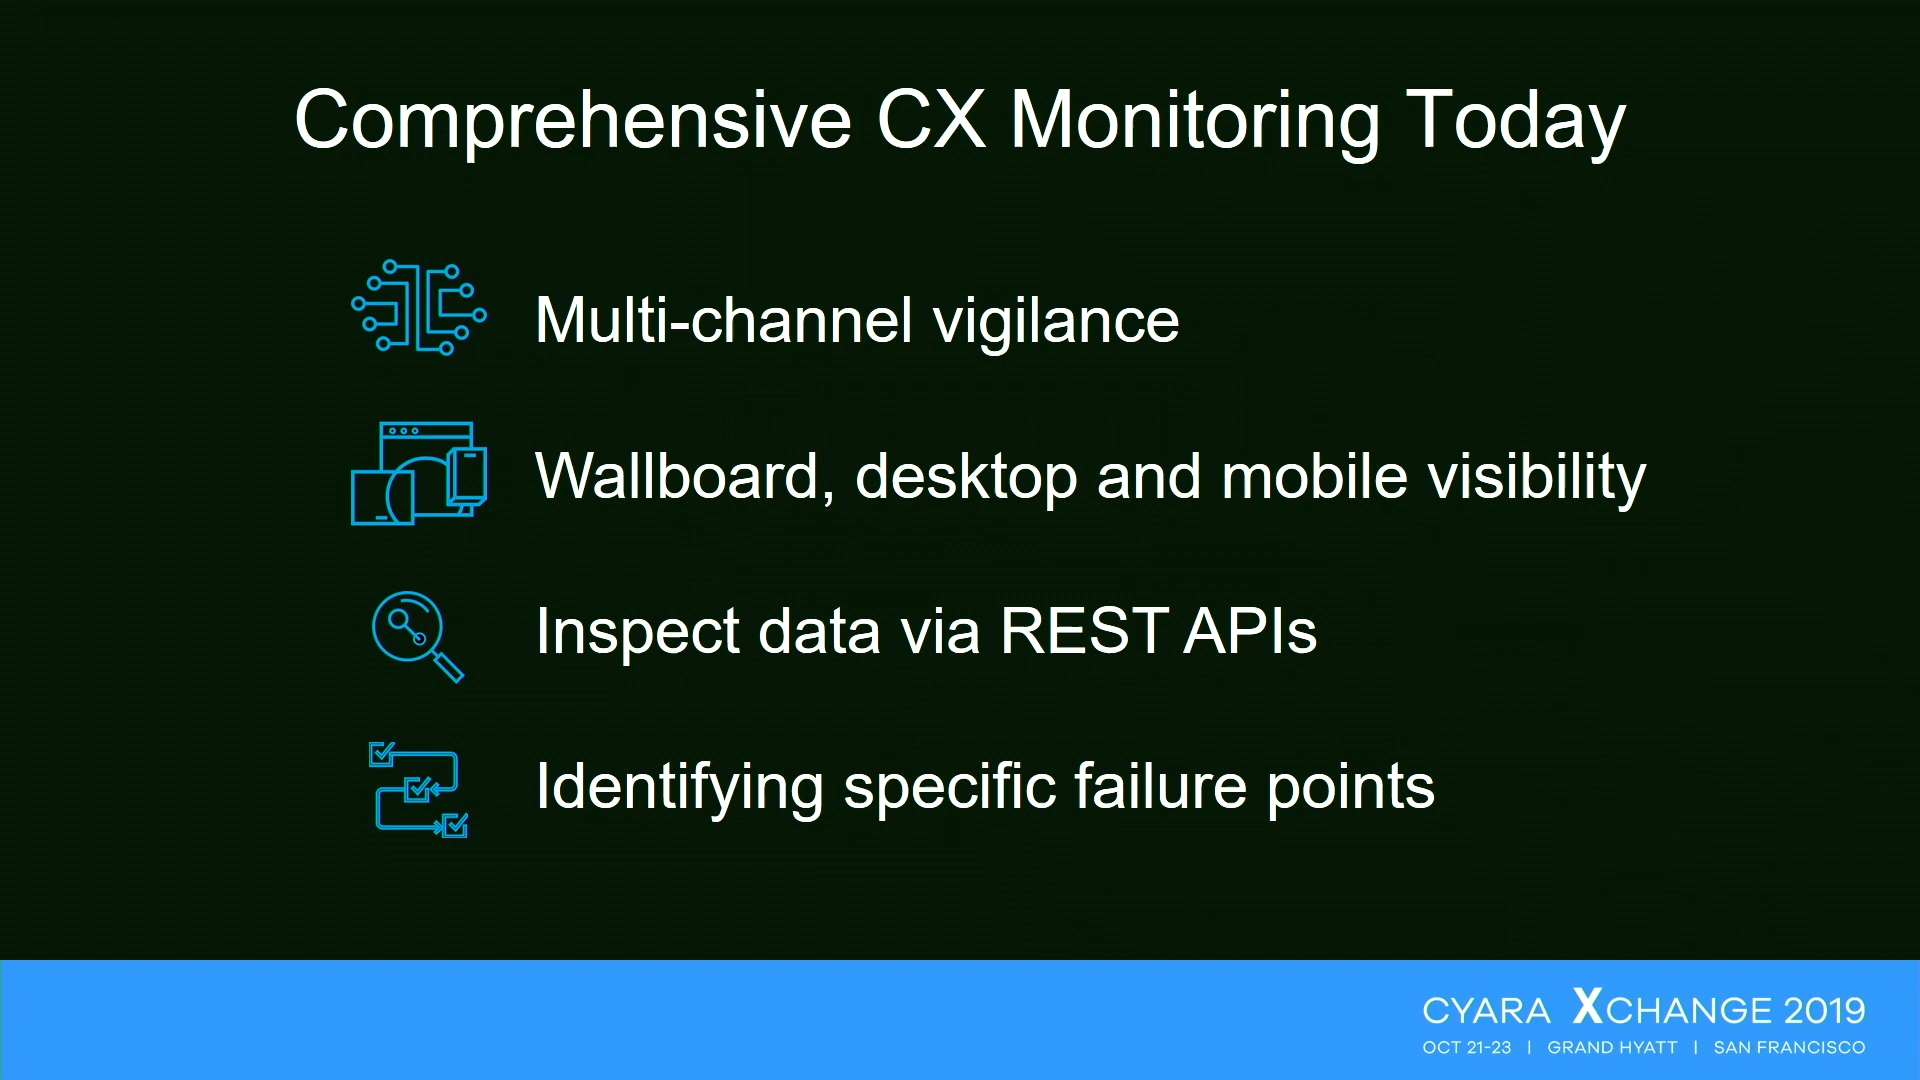 Comprehensive CX Monitoring Today
Multi-channel vigilance
Wallboard, desktop and mobile visibility
Inspect data via REST APIs
Identifying specific failure points
CYARA XCHANGE 2019
OCT 21-23 | GRAND HYATT | SAN FRANCISCO